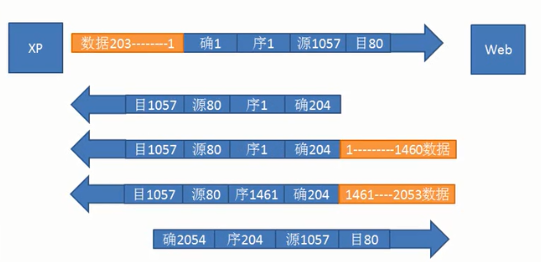 XP 数据203--------1 确1 序1 源1057 目80 Web
目1057 源80 序1 确204
目1057 源80 序1 确204 1---------1460数据
目1057 源80 序1461 确204 1461----2053数据
确2054 序204 源1057 目80